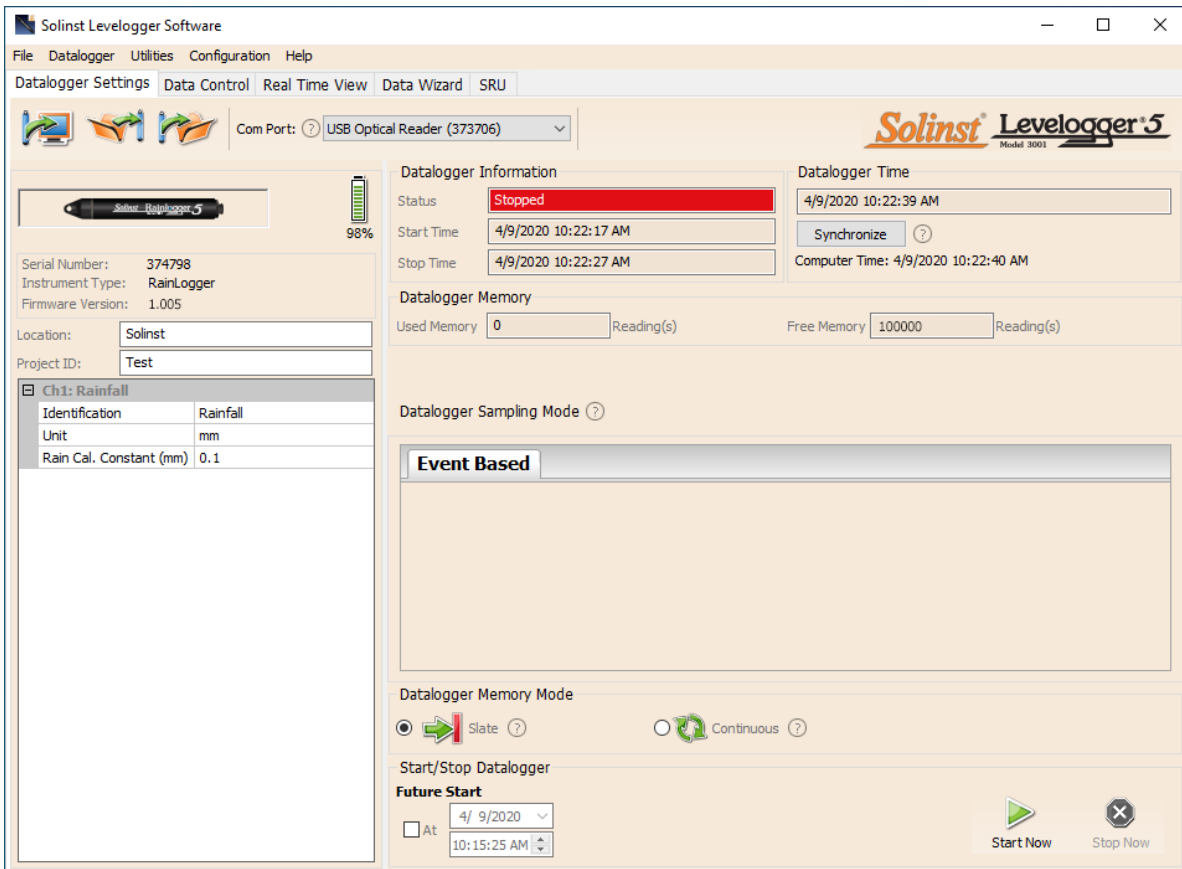 Solinst Levelogger Software
File Datalogger Utilities Configuration Help
Datalogger Settings Data Control Real Time View Data Wizard SRU
Com Port: ? USB Optical Reader (373706)
Solinst® Levelogger® 5
Model 3001
Solinst Rainlogger 5
98%
Serial Number: 374798
Instrument Type: RainLogger
Firmware Version: 1.005
Location: Solinst
Project ID: Test
Ch1: Rainfall
Identification Rainfall
Unit mm
Rain Cal. Constant (mm) 0.1
Datalogger Information
Status Stopped
Start Time 4/9/2020 10:22:17 AM
Stop Time 4/9/2020 10:22:27 AM
Datalogger Time
4/9/2020 10:22:39 AM
Synchronize ?
Computer Time: 4/9/2020 10:22:40 AM
Datalogger Memory
Used Memory 0 Reading(s) Free Memory 100000 Reading(s)
Datalogger Sampling Mode ?
Event Based
Datalogger Memory Mode
Slate ? Continuous ?
Start/Stop Datalogger
Future Start
At 4/ 9/2020
10:15:25 AM
Start Now Stop Now